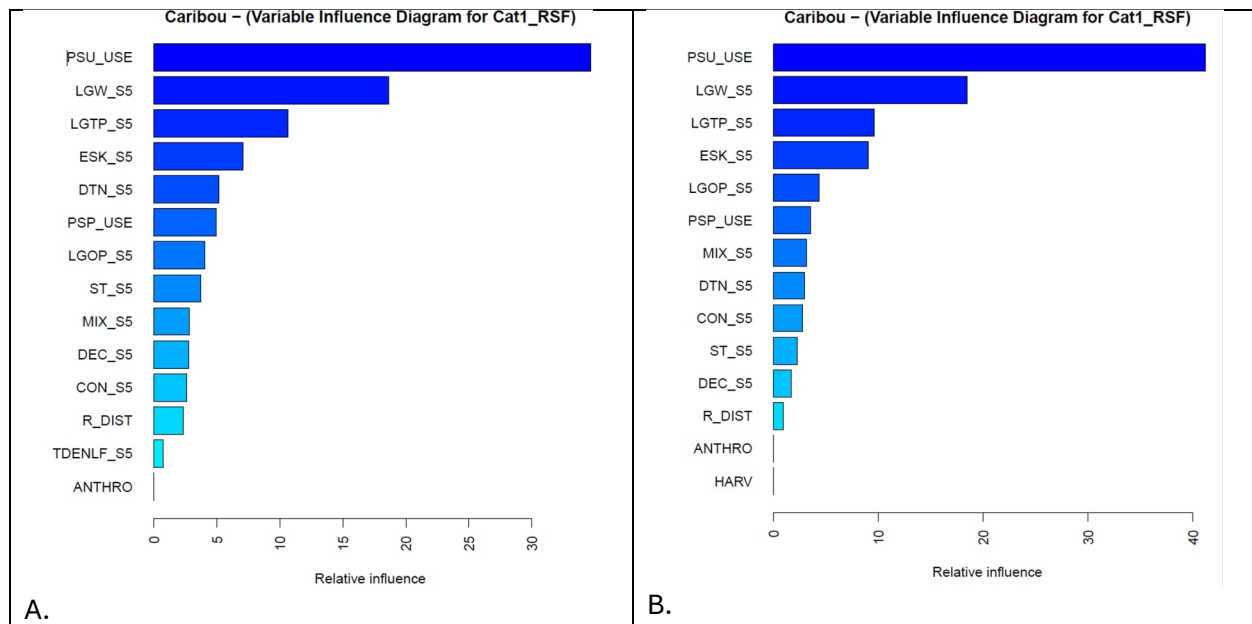 Caribou − (Variable Influence Diagram for Cat1_RSF)
PSU_USE
LGW_S5
LGTP_S5
ESK_S5
DTN_S5
PSP_USE
LGOP_S5
ST_S5
MIX_S5
DEC_S5
CON_S5
R_DIST
TDENLF_S5
ANTHRO
0 5 10 15 20 25 30
Relative influence
A.
Caribou − (Variable Influence Diagram for Cat1_RSF)
PSU_USE
LGW_S5
LGTP_S5
ESK_S5
LGOP_S5
PSP_USE
MIX_S5
DTN_S5
CON_S5
ST_S5
DEC_S5
R_DIST
ANTHRO
HARV
0 10 20 30 40
Relative influence
B.